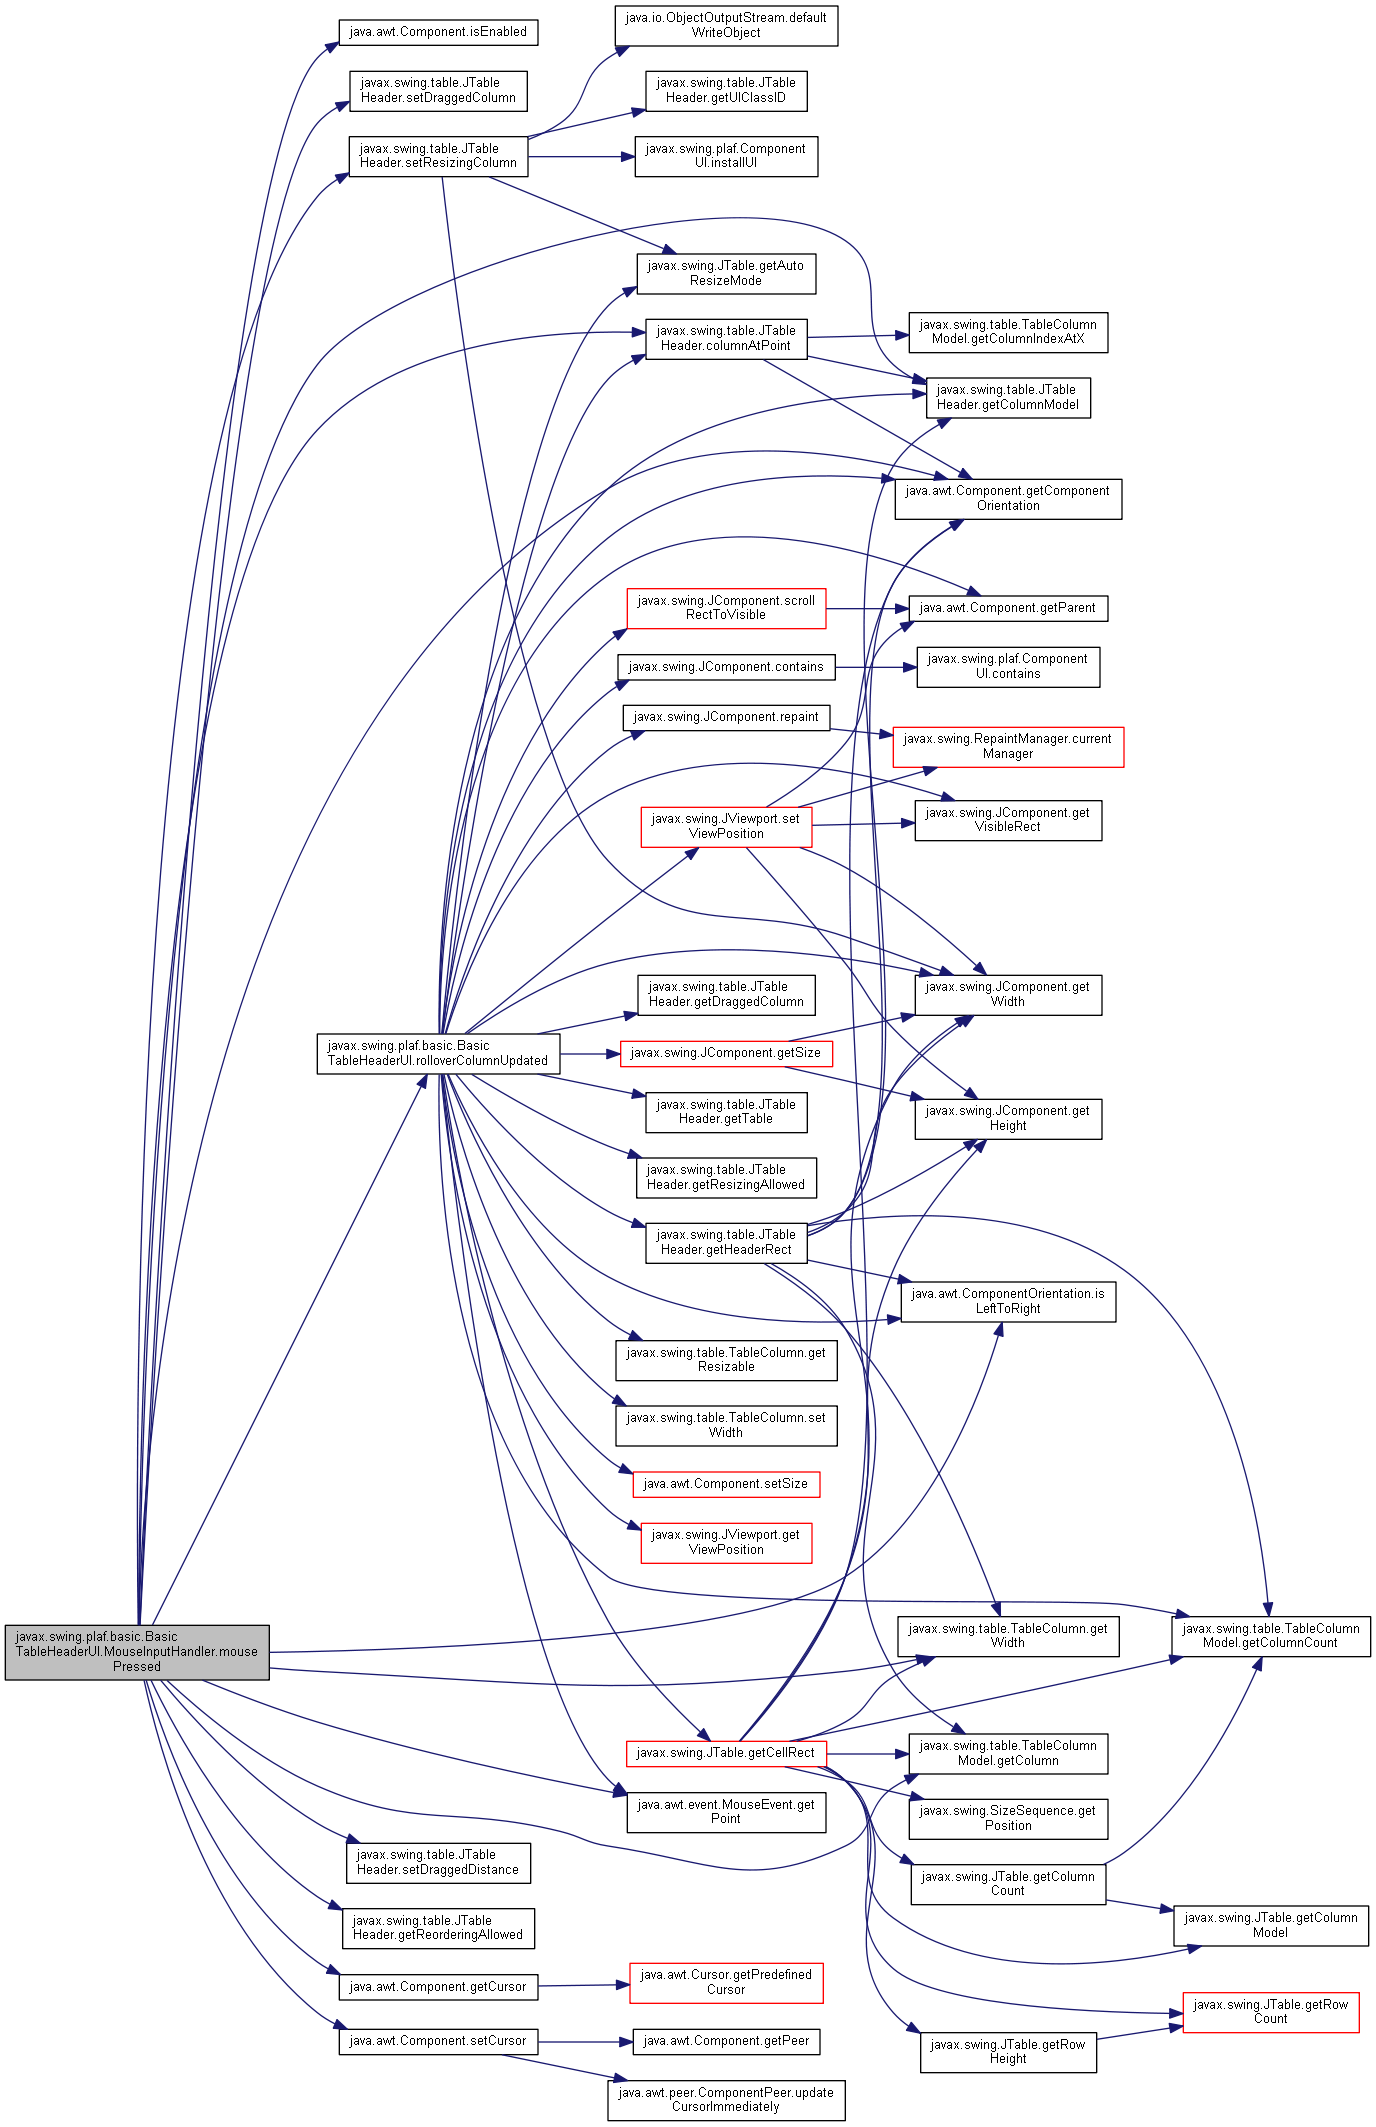 java.awt.Component.isEnabled
javax.swing.table.JTable
Header.setDraggedColumn
javax.swing.table.JTable
Header.setResizingColumn
java.io.ObjectOutputStream.default
WriteObject
javax.swing.table.JTable
Header.getUIClassID
javax.swing.plaf.Component
UI.installUI
javax.swing.JTable.getAuto
ResizeMode
javax.swing.table.JTable
Header.columnAtPoint
javax.swing.table.TableColumn
Model.getColumnIndexAtX
javax.swing.table.JTable
Header.getColumnModel
java.awt.Component.getComponent
Orientation
javax.swing.JComponent.scroll
RectToVisible
java.awt.Component.getParent
javax.swing.JComponent.contains
javax.swing.plaf.Component
UI.contains
javax.swing.JComponent.repaint
javax.swing.RepaintManager.current
Manager
javax.swing.JViewport.set
ViewPosition
javax.swing.JComponent.get
VisibleRect
javax.swing.JComponent.get
Width
javax.swing.table.JTable
Header.getDraggedColumn
javax.swing.plaf.basic.Basic
TableHeaderUI.rolloverColumnUpdated
javax.swing.JComponent.getSize
javax.swing.table.JTable
Header.getTable
javax.swing.JComponent.get
Height
javax.swing.table.JTable
Header.getResizingAllowed
javax.swing.table.JTable
Header.getHeaderRect
java.awt.ComponentOrientation.is
LeftToRight
javax.swing.table.TableColumn.get
Resizable
javax.swing.table.TableColumn.set
Width
java.awt.Component.setSize
javax.swing.JViewport.get
ViewPosition
javax.swing.plaf.basic.Basic
TableHeaderUI.MouseInputHandler.mouse
Pressed
javax.swing.table.TableColumn.get
Width
javax.swing.table.TableColumn
Model.getColumnCount
javax.swing.JTable.getCellRect
javax.swing.table.TableColumn
Model.getColumn
java.awt.event.MouseEvent.get
Point
javax.swing.SizeSequence.get
Position
javax.swing.table.JTable
Header.setDraggedDistance
javax.swing.JTable.getColumn
Count
javax.swing.table.JTable
Header.getReorderingAllowed
javax.swing.JTable.getColumn
Model
java.awt.Component.getCursor
java.awt.Cursor.getPredefined
Cursor
javax.swing.JTable.getRow
Count
java.awt.Component.setCursor
java.awt.Component.getPeer
javax.swing.JTable.getRow
Height
java.awt.peer.ComponentPeer.update
CursorImmediately